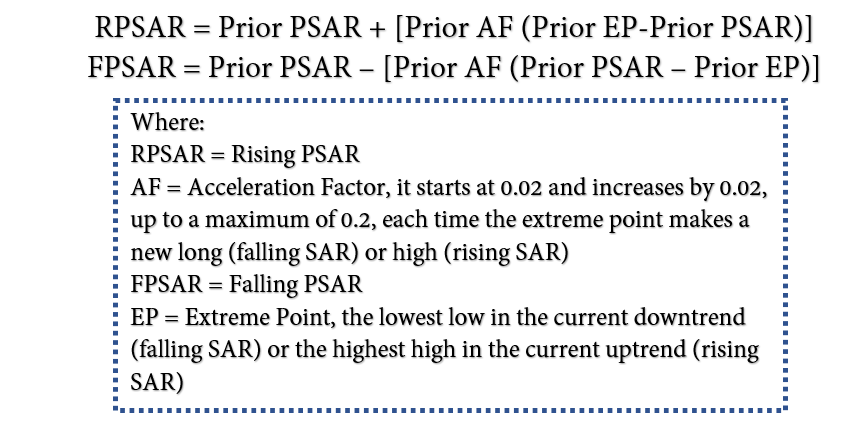 RPSAR = Prior PSAR + [Prior AF (Prior EP-Prior PSAR)]
FPSAR = Prior PSAR – [Prior AF (Prior PSAR – Prior EP)]
Where:
RPSAR = Rising PSAR
AF = Acceleration Factor, it starts at 0.02 and increases by 0.02,
up to a maximum of 0.2, each time the extreme point makes a
new long (falling SAR) or high (rising SAR)
FPSAR = Falling PSAR
EP = Extreme Point, the lowest low in the current downtrend
(falling SAR) or the highest high in the current uptrend (rising
SAR)